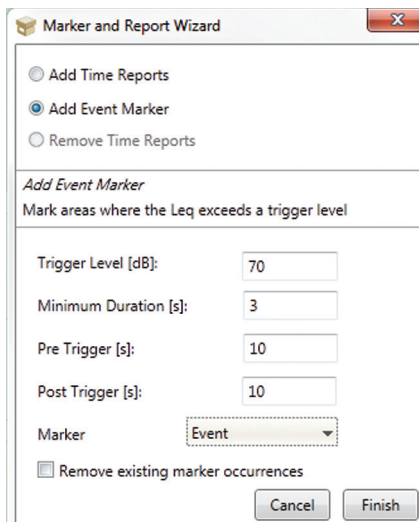 Marker and Report Wizard
X
Add Time Reports
Add Event Marker
Remove Time Reports
Add Event Marker
Mark areas where the Leq exceeds a trigger level
Trigger Level [dB]: 70
Minimum Duration [s]: 3
Pre Trigger [s]: 10
Post Trigger [s]: 10
Marker Event
Remove existing marker occurrences
Cancel Finish